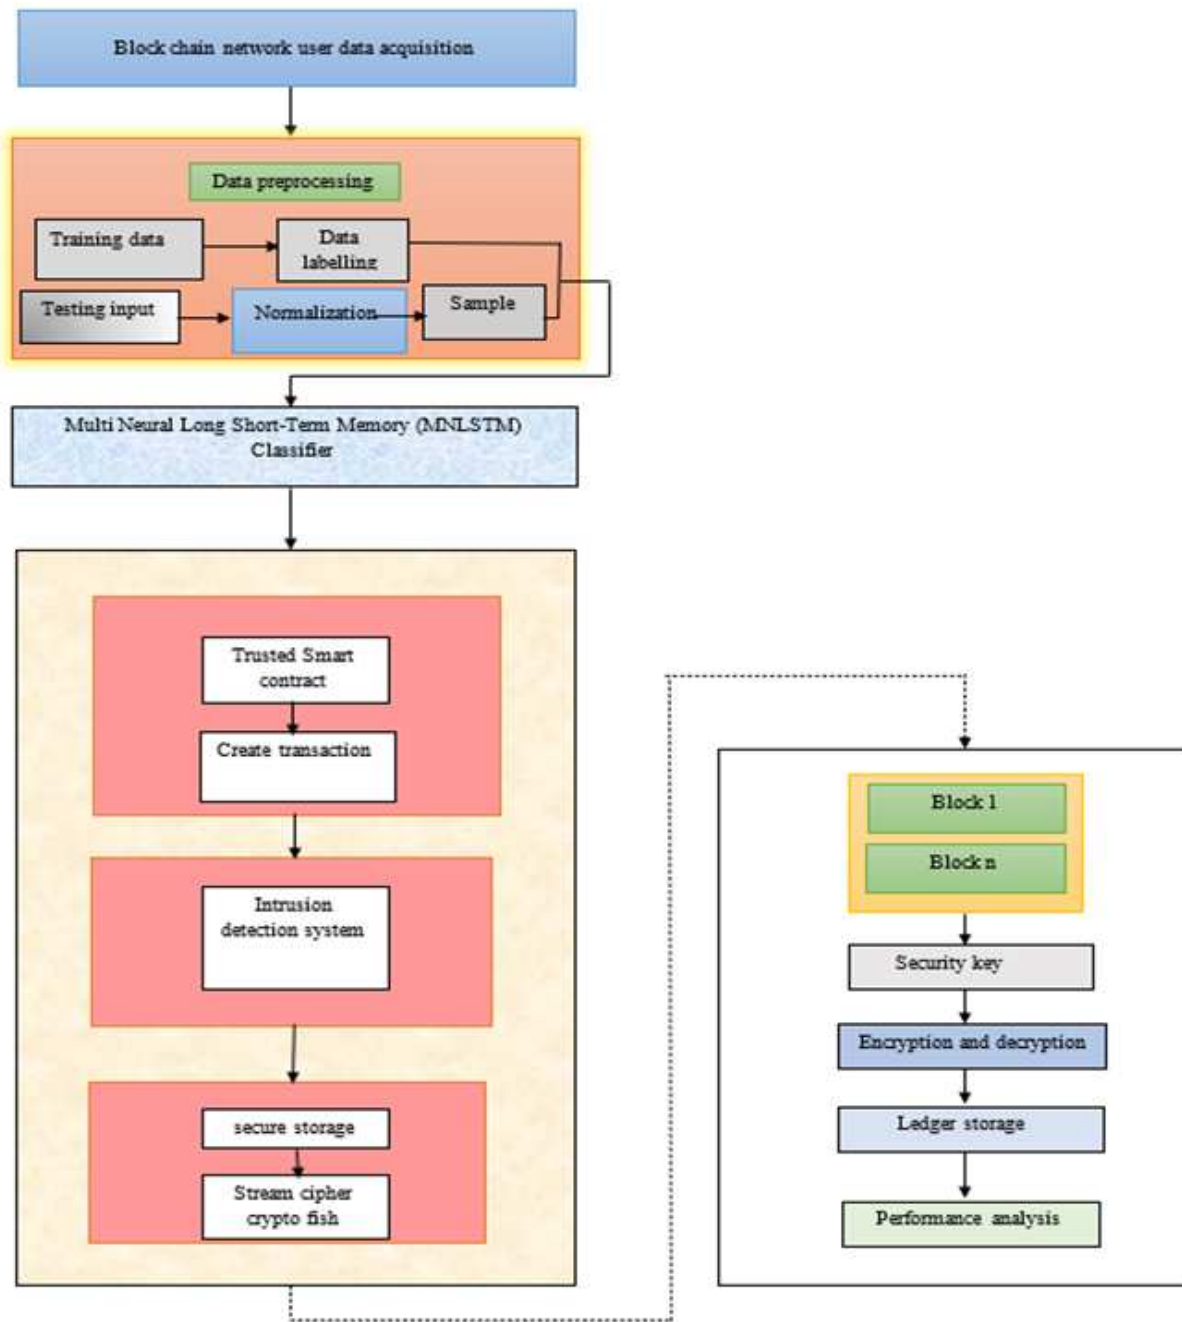 Block chain network user data acquisition
Data preprocessing
Training data
Data
labelling
Testing input
Normalization
Sample
Multi Neural Long Short-Term Memory (MNLSTM)
Classifier
Trusted Smart
contract
Create transaction
Intrusion
detection system
secure storage
Stream cipher
crypto fish
Block 1
Block n
Security key
Encryption and decryption
Ledger storage
Performance analysis